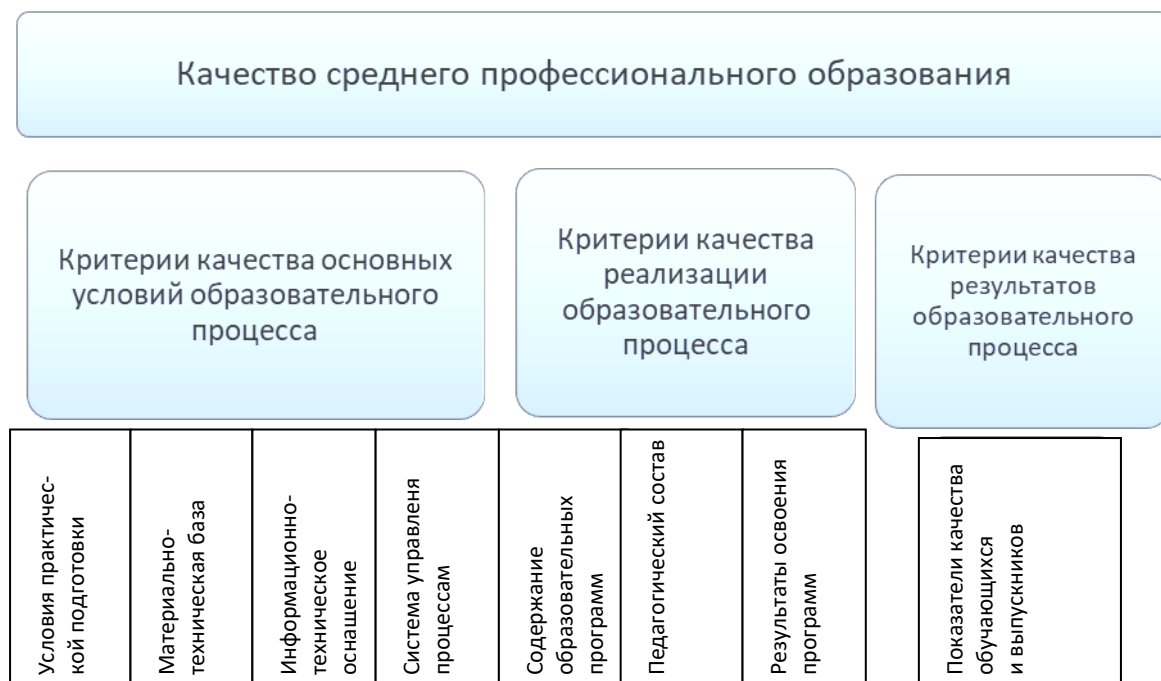 Качество среднего профессионального образования
Критерии качества основных
условий образовательного
процесса
Критерии качества
реализации
образовательного
процесса
Критерии качества
результатов
образовательного
процесса
Условия практичес-
кой подготовки
Материально-
техническая база
Информационно-
техническое
оснащение
Система управленя
процессам
Содержание
образовательных
программ
Педагогический состав
Результаты освоения
программ
Показатели качества
обучающихся
и выпускников